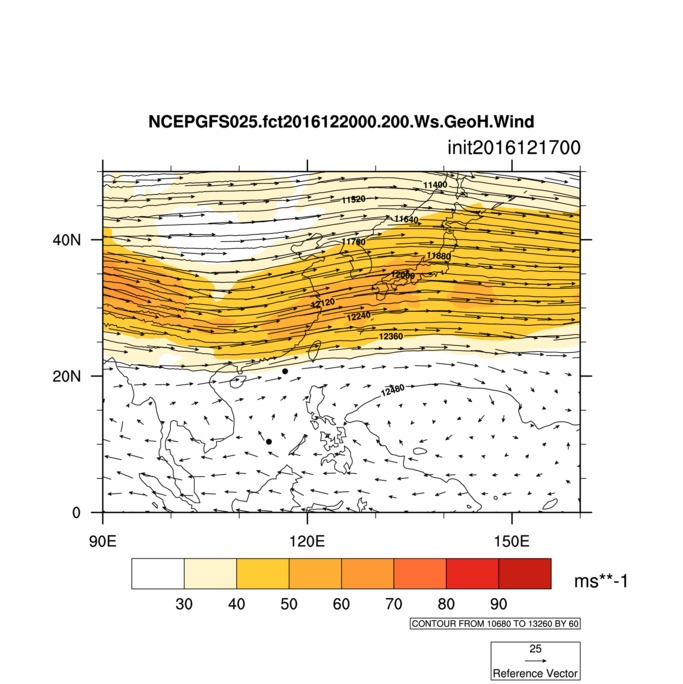 NCEPGFS025.fct2016122000.200.Ws.GeoH.Wind
init2016121700
11400
11520
11640
11760
11880
12000
12120
12240
12360
12480
40N
20N
0
90E 120E 150E
30 40 50 60 70 80 90
ms**-1
CONTOUR FROM 10680 TO 13260 BY 60
25
Reference Vector